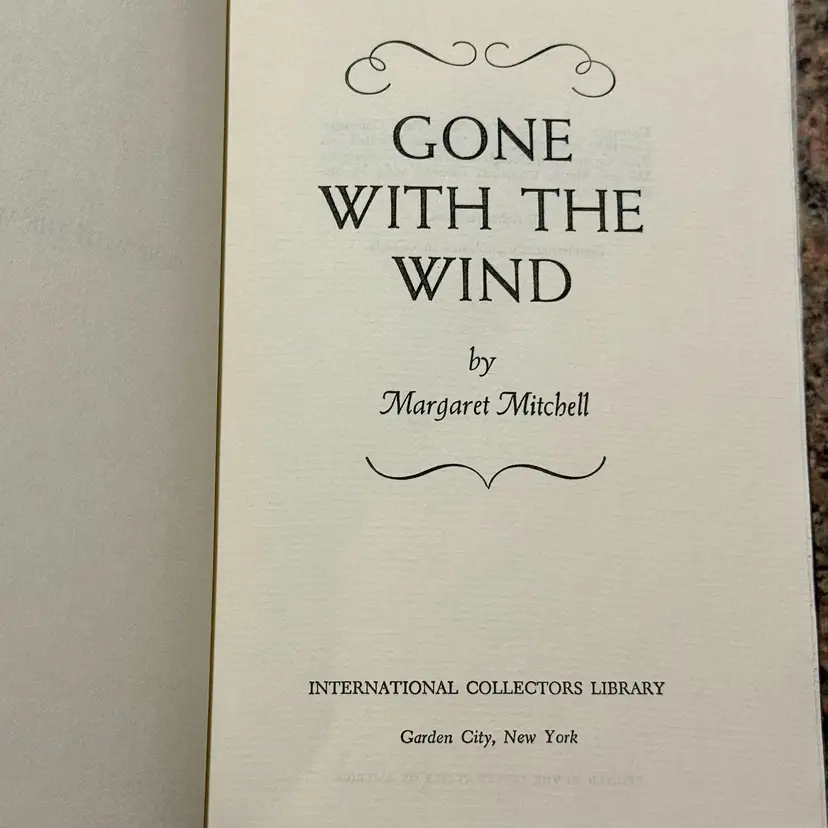 GONE
WITH THE
WIND
by
Margaret Mitchell
INTERNATIONAL COLLECTORS LIBRARY
Garden City, New York